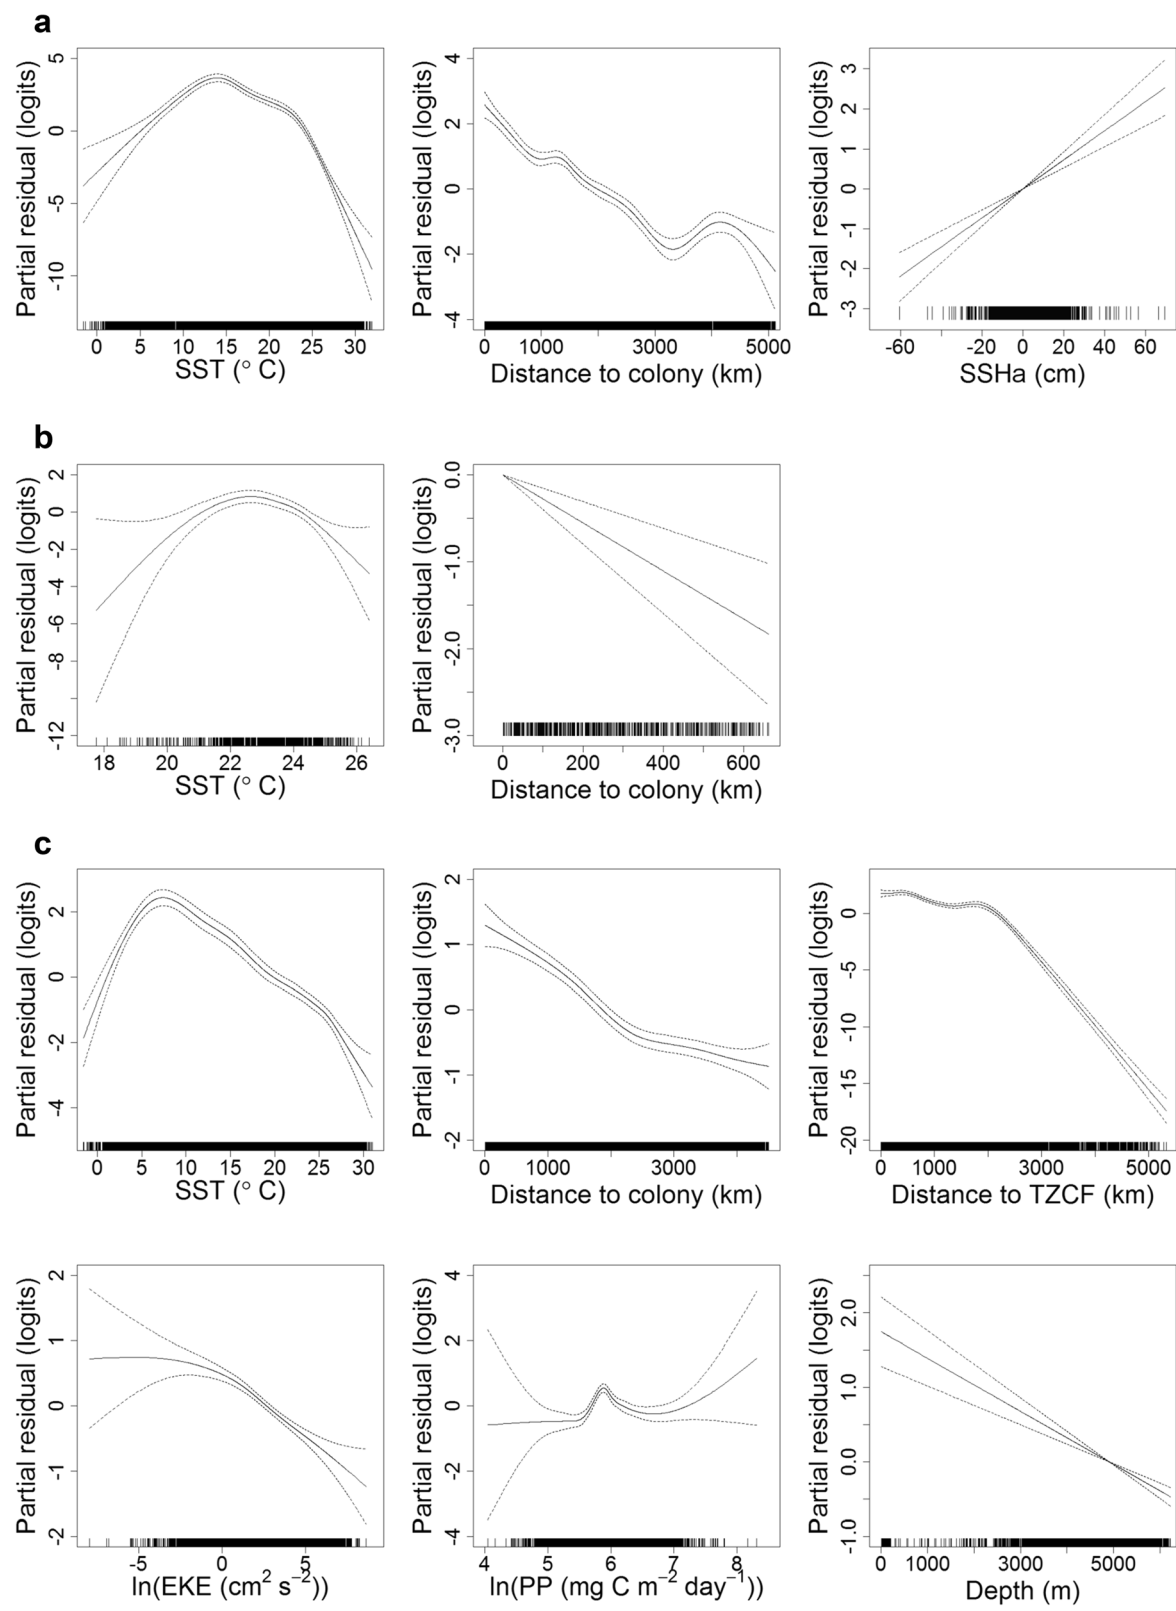 a
Partial residual (logits)
5
0
-5
-10
0 5 10 15 20 25 30
SST (° C)
Partial residual (logits)
4
2
0
-2
-4
0 1000 3000 5000
Distance to colony (km)
Partial residual (logits)
3
2
1
0
-1
-2
-3
-60 -20 0 20 40 60
SSHa (cm)
b
Partial residual (logits)
2
0
-2
-4
-6
-8
-12
18 20 22 24 26
SST (° C)
Partial residual (logits)
0.0
-1.0
-2.0
-3.0
0 200 400 600
Distance to colony (km)
c
Partial residual (logits)
2
0
-2
-4
0 5 10 15 20 25 30
SST (° C)
Partial residual (logits)
2
1
0
-1
-2
0 1000 3000
Distance to colony (km)
Partial residual (logits)
0
-5
-10
-15
-20
0 1000 3000 5000
Distance to TZCF (km)
Partial residual (logits)
2
1
0
-1
-2
-5 0 5
ln(EKE (cm² s⁻²))
Partial residual (logits)
4
2
0
-2
-4
4 5 6 7 8
ln(PP (mg C m⁻² day⁻¹))
Partial residual (logits)
2.0
1.0
0.0
-1.0
0 1000 3000 5000
Depth (m)